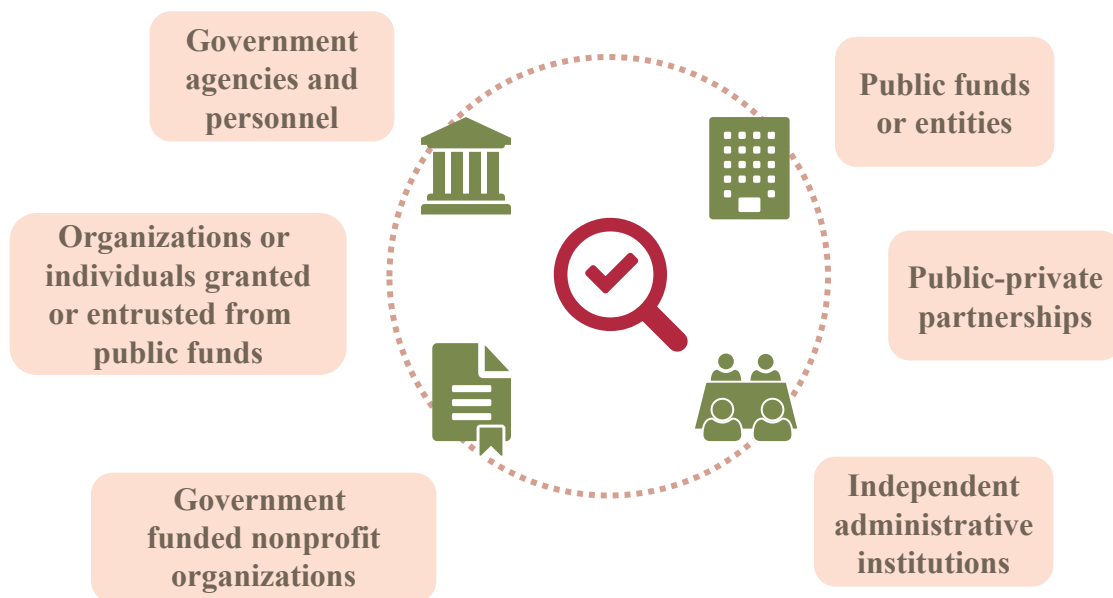 Government
agencies and
personnel
Public funds
or entities
Organizations or
individuals granted
or entrusted from
public funds
Public-private
partnerships
Government
funded nonprofit
organizations
Independent
administrative
institutions